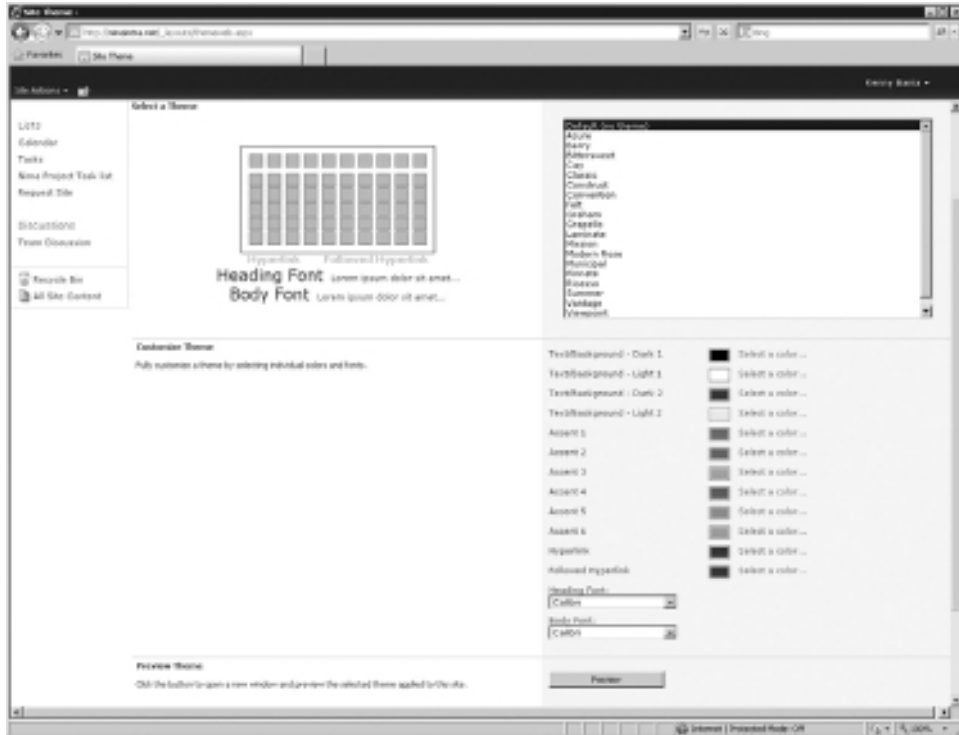 Site Theme
Bing
Favorites
Site Theme
Site Actions
Select a Theme
Lists
Calendar
Tasks
Nova Project Task list
Request Site
Discussions
Team Discussion
Recycle Bin
All Site Content
Hyperlink Followed Hyperlink
Heading Font Lorem ipsum dolor sit amet...
Body Font Lorem ipsum dolor sit amet...
Default (no theme)
Azure
Berry
Bittersweet
Cay
Classic
Construct
Convention
Felt
Graham
Grapello
Laminate
Mission
Modern Rose
Municipal
Ricasso
Summer
Vantage
Viewpoint
Customize Theme
Fully customize a theme by selecting individual colors and fonts.
Text/Background - Dark 1 Select a color...
Text/Background - Light 1 Select a color...
Text/Background - Dark 2 Select a color...
Text/Background - Light 2 Select a color...
Accent 1 Select a color...
Accent 2 Select a color...
Accent 3 Select a color...
Accent 4 Select a color...
Accent 5 Select a color...
Accent 6 Select a color...
Hyperlink Select a color...
Followed Hyperlink Select a color...
Heading Font:
Calibri
Body Font:
Calibri
Preview Theme
Click the button to open a new window and preview the selected theme applied to this site.
Preview
Internet | Protected Mode: Off
100%